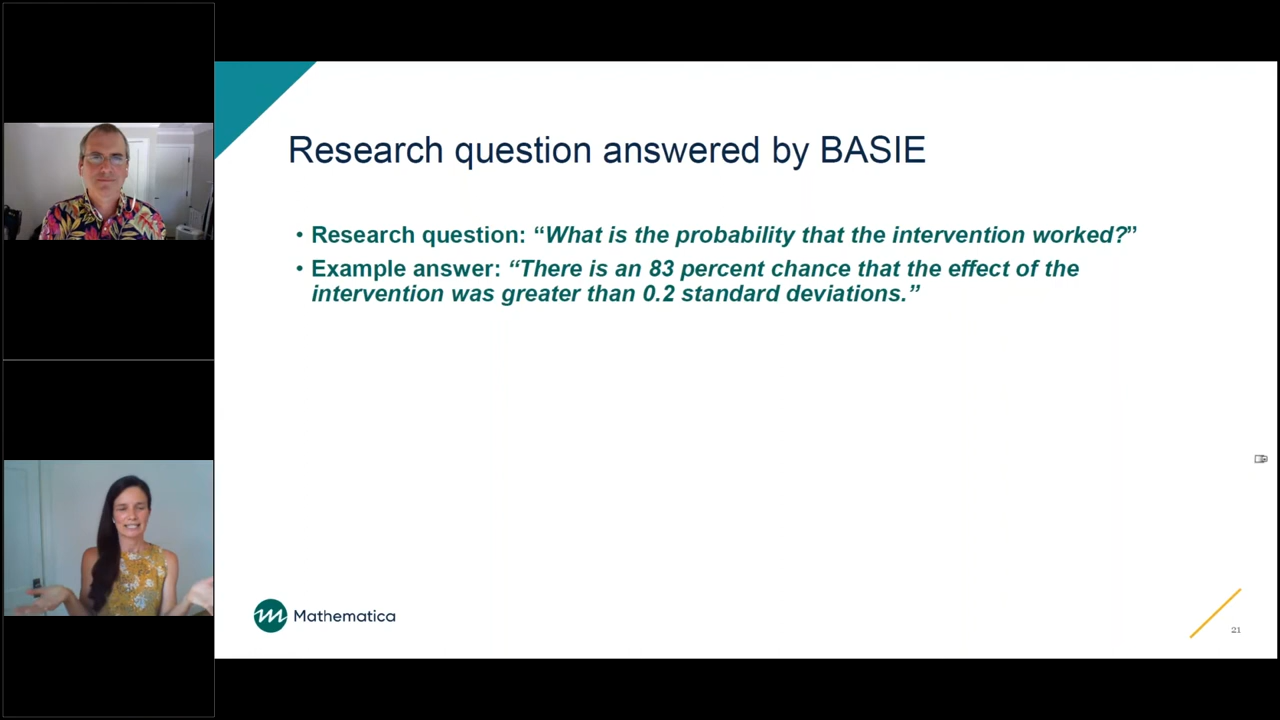 Research question answered by BASIE
• Research question: “What is the probability that the intervention worked?”
• Example answer: “There is an 83 percent chance that the effect of the
intervention was greater than 0.2 standard deviations.”
Mathematica
21